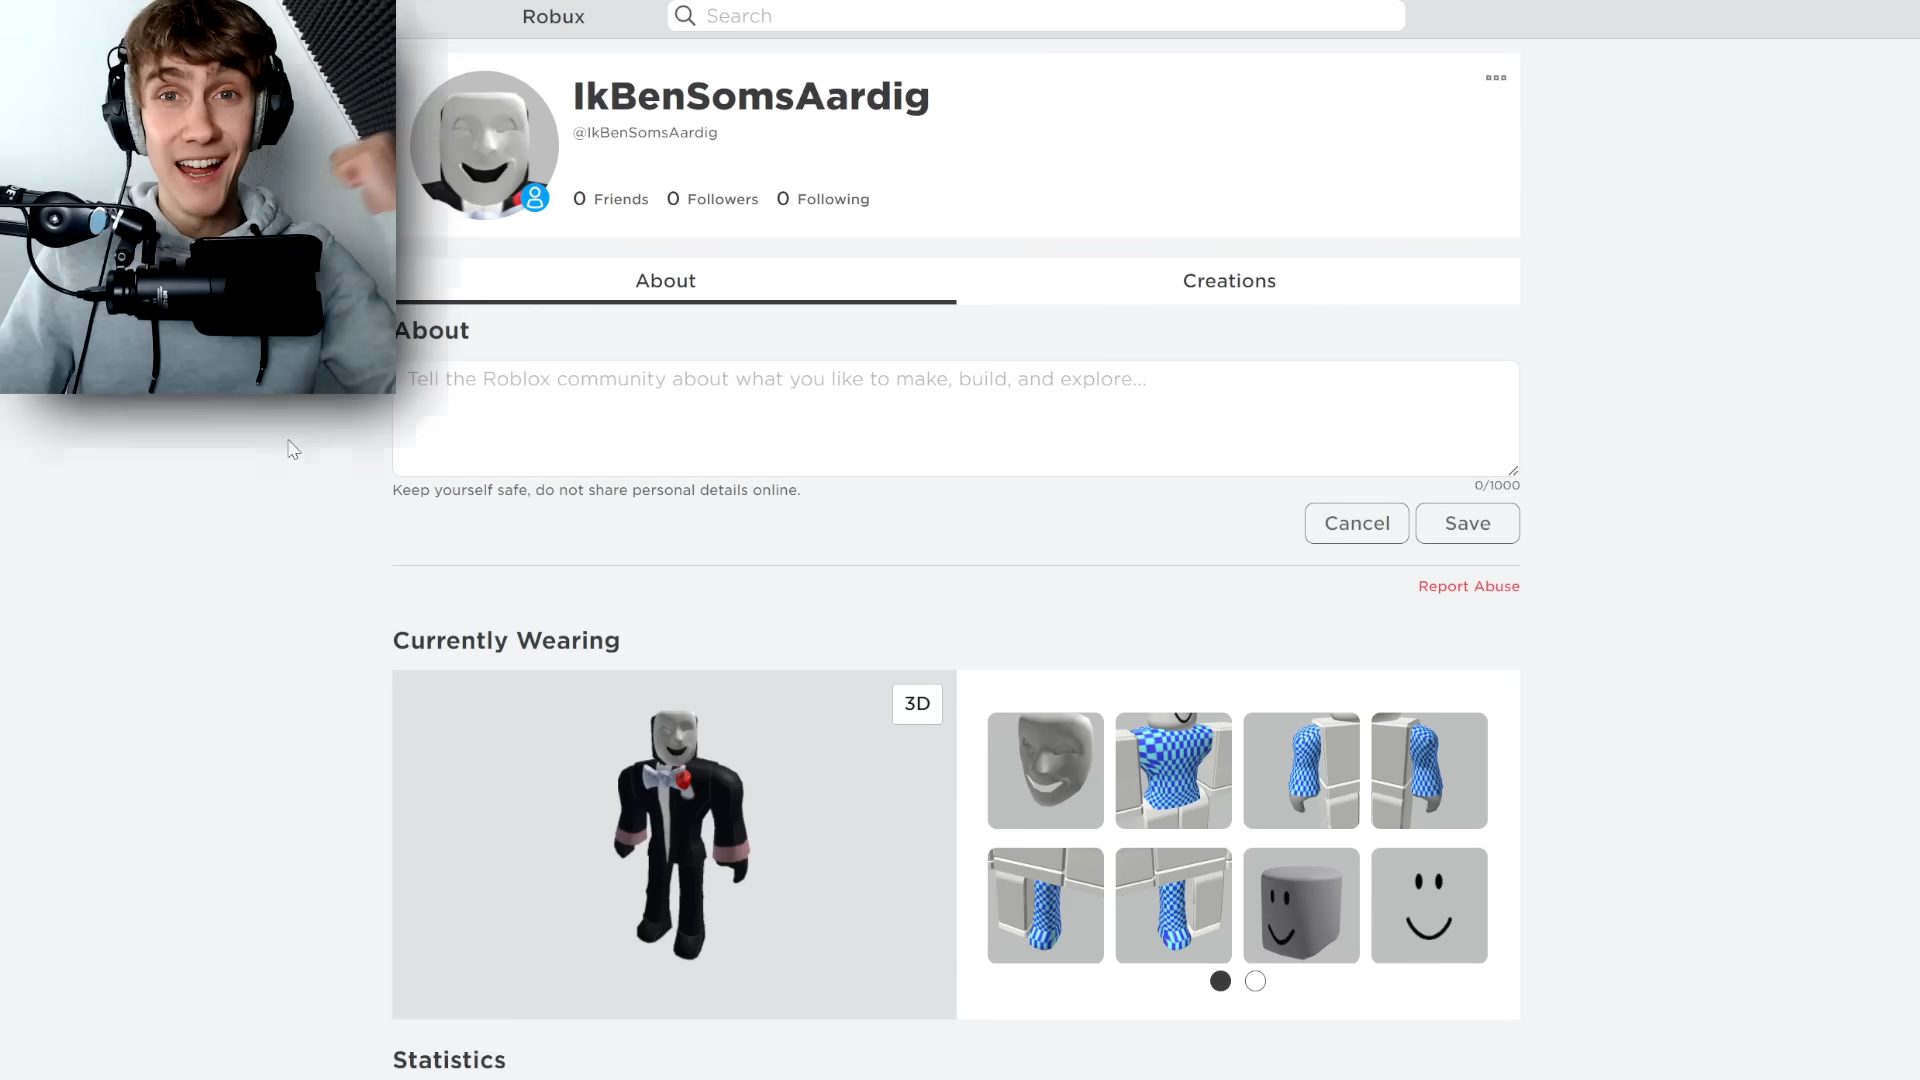 Robux
Search
IkBenSomsAardig
@IkBenSomsAardig
0 Friends 0 Followers 0 Following
About
Creations
About
Tell the Roblox community about what you like to make, build, and explore...
Keep yourself safe, do not share personal details online.
0/1000
Cancel
Save
Report Abuse
Currently Wearing
3D
Statistics